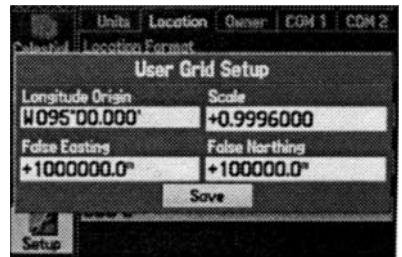 Units Location Owner COM 1 COM 2
Celestial Location Format
User Grid Setup
Longitude Origin Scale
W095°00.000' +0.9996000
False Easting False Northing
+1000000.0ᵐ +100000.0ᵐ
Save
Setup